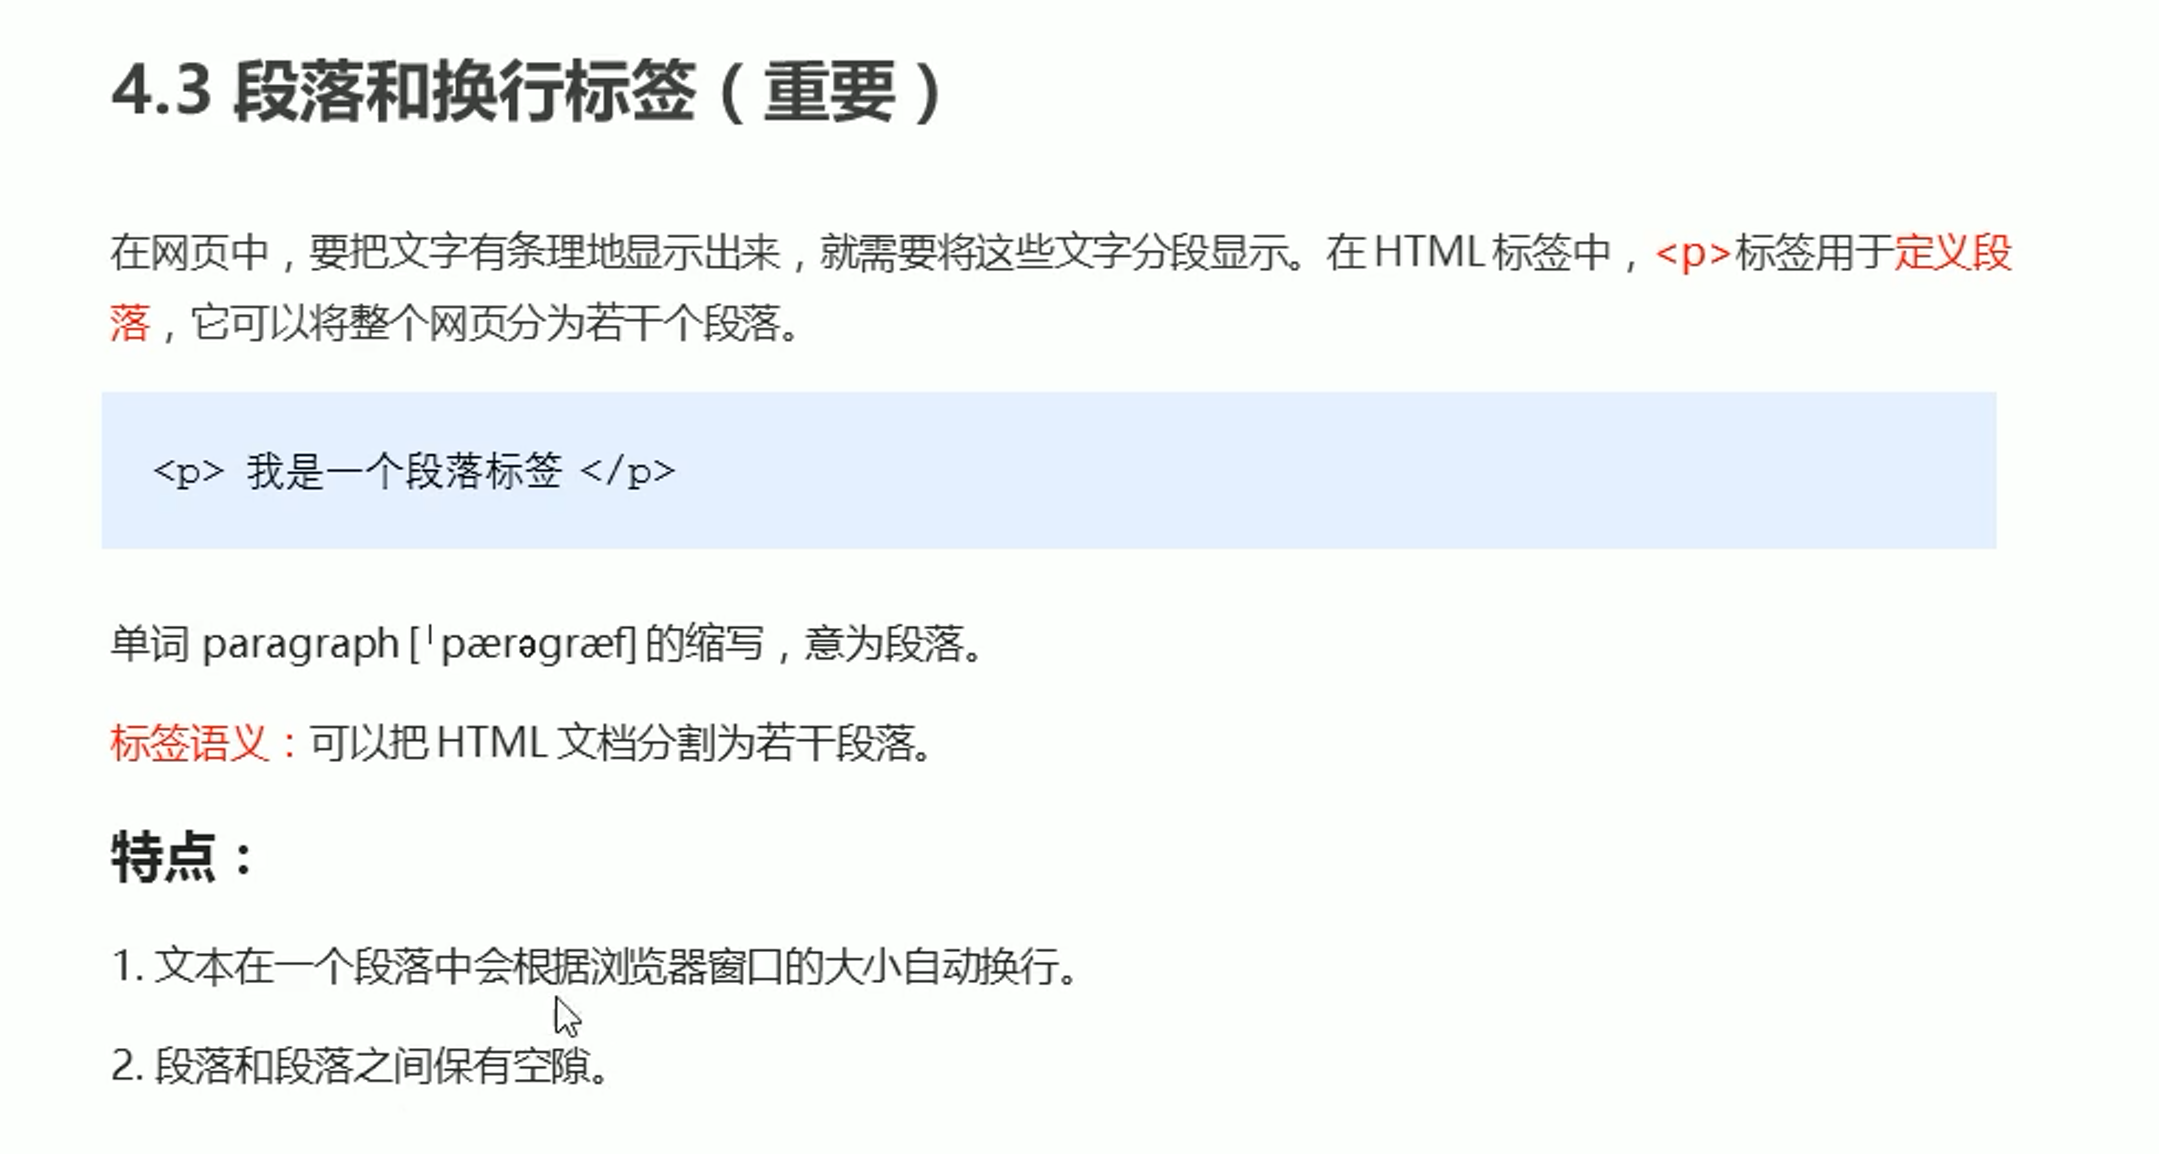 4.3 段落和换行标签（重要）
在网页中，要把文字有条理地显示出来，就需要将这些文字分段显示。在 HTML 标签中，<p>标签用于定义段
落，它可以将整个网页分为若干个段落。
<p> 我是一个段落标签 </p>
单词 paragraph [ˈpærəgræf] 的缩写，意为段落。
标签语义：可以把 HTML 文档分割为若干段落。
特点：
1. 文本在一个段落中会根据浏览器窗口的大小自动换行。
2. 段落和段落之间保有空隙。